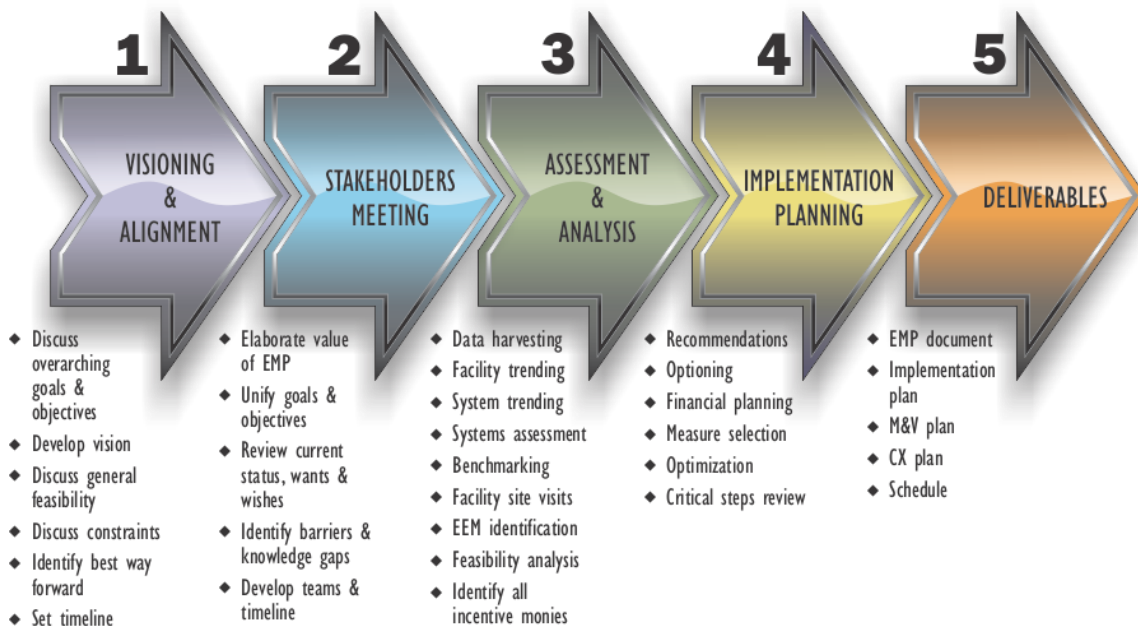 1
VISIONING
&
ALIGNMENT
◆ Discuss
overarching
goals &
objectives
◆ Develop vision
◆ Discuss general
feasibility
◆ Discuss constraints
◆ Identify best way
forward
◆ Set timeline
2
STAKEHOLDERS
MEETING
◆ Elaborate value
of EMP
◆ Unify goals &
objectives
◆ Review current
status, wants &
wishes
◆ Identify barriers &
knowledge gaps
◆ Develop teams &
timeline
3
ASSESSMENT
&
ANALYSIS
◆ Data harvesting
◆ Facility trending
◆ System trending
◆ Systems assessment
◆ Benchmarking
◆ Facility site visits
◆ EEM identification
◆ Feasibility analysis
◆ Identify all
incentive monies
4
IMPLEMENTATION
PLANNING
◆ Recommendations
◆ Optioning
◆ Financial planning
◆ Measure selection
◆ Optimization
◆ Critical steps review
5
DELIVERABLES
◆ EMP document
◆ Implementation
plan
◆ M&V plan
◆ CX plan
◆ Schedule